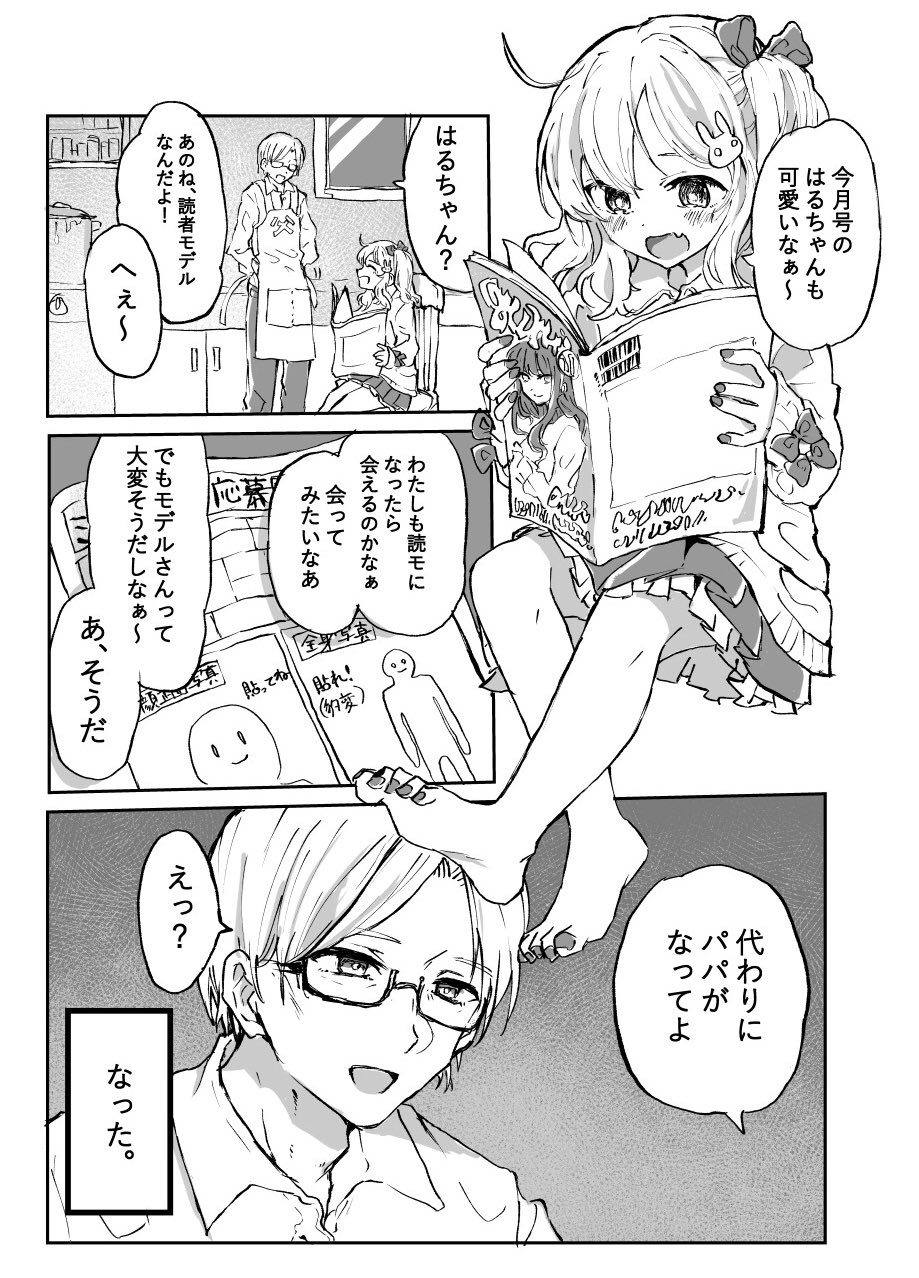 今月号の
はるちゃんも
可愛いなぁ～
はるちゃん？
あのね、読者モデル
なんだよ！
へぇ～
父
わたしも読モに
なったら
会えるのかなぁ
会って
みたいなあ
応募
全身写真
貼れ！
貼ってね
写真
でもモデルさんって
大変そうだしなぁ～
あ、そうだ
代わりに
パパが
なってよ
えっ？
なった。